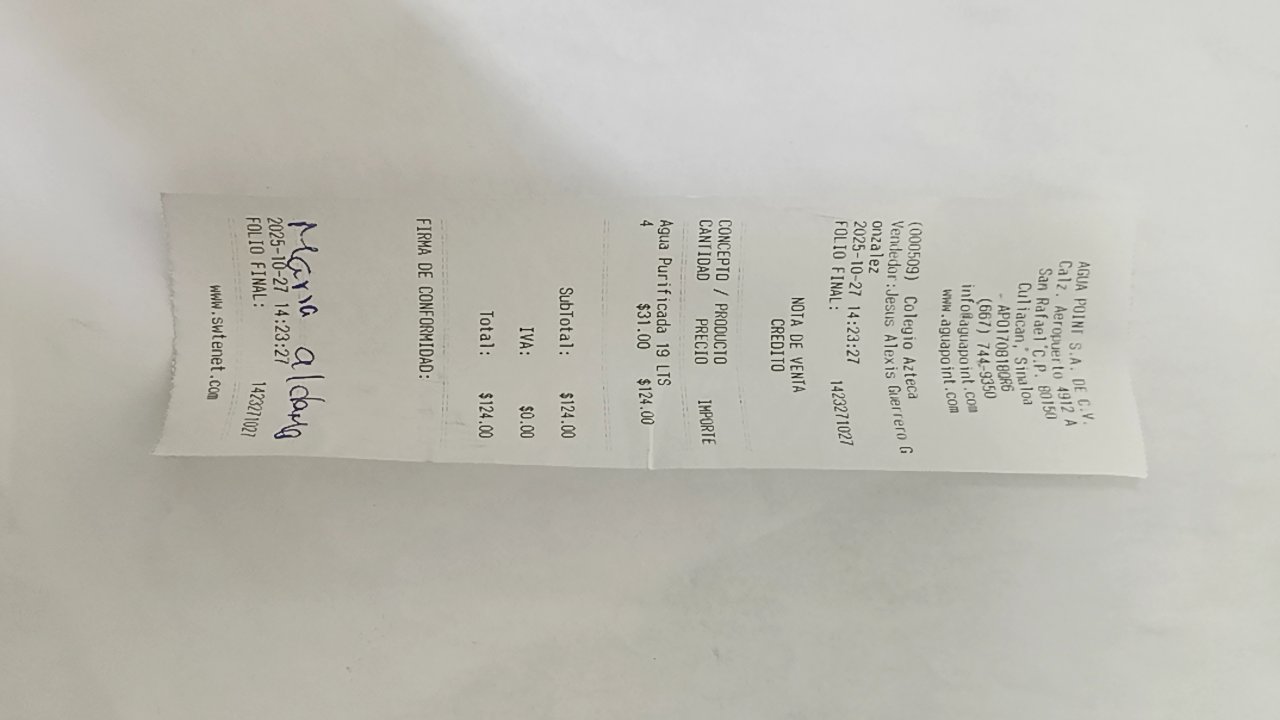 AGUA POINT S.A. DE C.V.
Calz. Aeropuerto 4912 A
San Rafael C.P. 80150
Culiacan, Sinaloa
- APO170818QR6
(667) 744-9350
info@aguapoint.com
www.aguapoint.com
(000509) Colegio Azteca
Vendedor:Jesus Alexis Guerrero G
onzalez
2025-10-27 14:23:27
FOLIO FINAL: 1423271027
NOTA DE VENTA
CREDITO
CONCEPTO / PRODUCTO
CANTIDAD PRECIO IMPORTE
Agua Purificada 19 LTS
4 $31.00 $124.00
SubTotal: $124.00
IVA: $0.00
Total: $124.00
FIRMA DE CONFORMIDAD:
Maria aldana
2025-10-27 14:23:27
FOLIO FINAL: 1423271027
www.swtenet.com